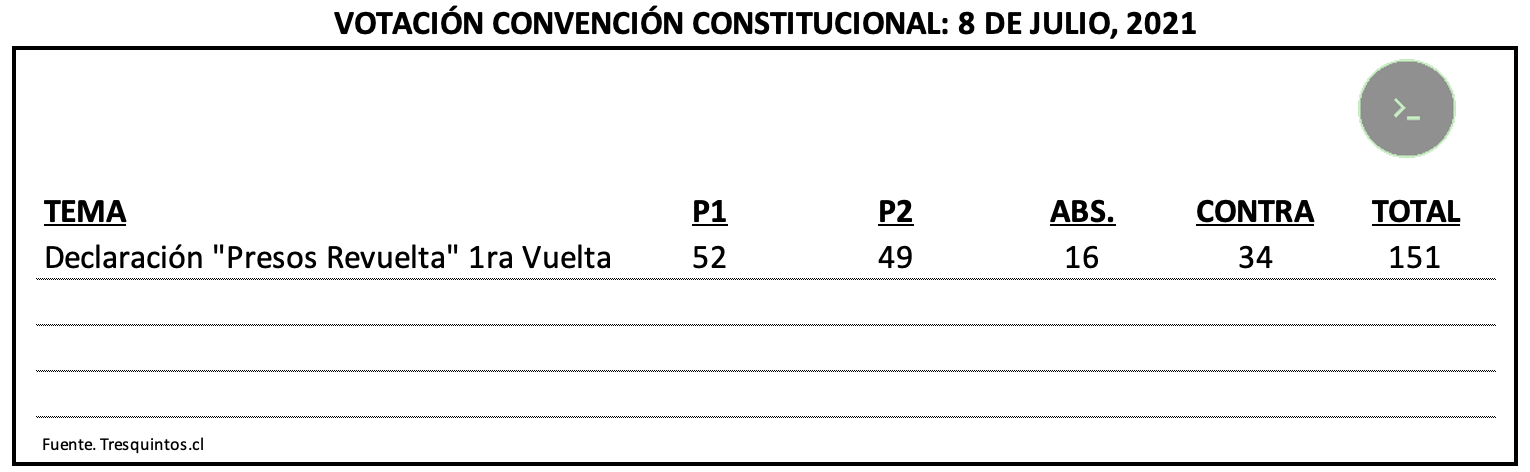 VOTACIÓN CONVENCIÓN CONSTITUCIONAL: 8 DE JULIO, 2021
>_
TEMA P1 P2 ABS. CONTRA TOTAL
Declaración "Presos Revuelta" 1ra Vuelta 52 49 16 34 151
Fuente. Tresquintos.cl